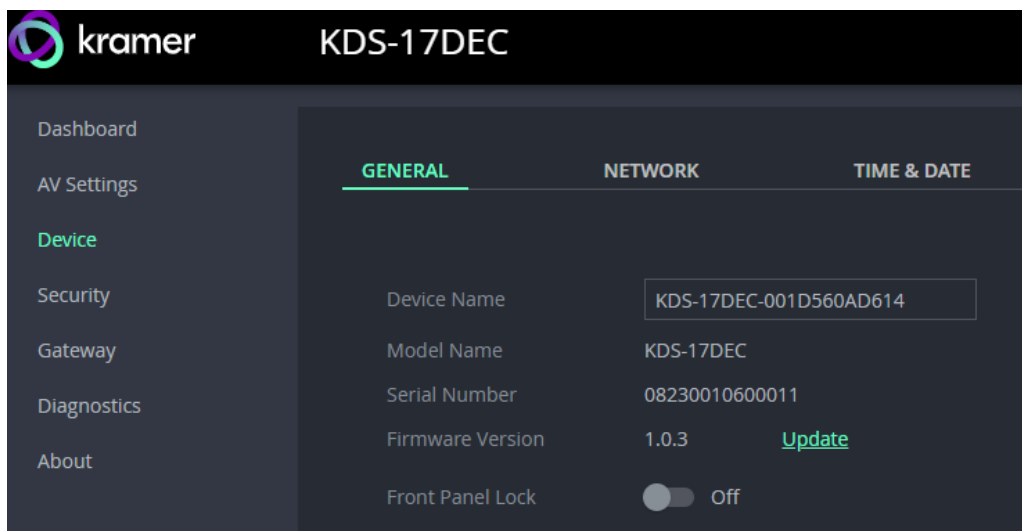 kramer KDS-17DEC
Dashboard
AV Settings
Device
Security
Gateway
Diagnostics
About
GENERAL NETWORK TIME & DATE
Device Name KDS-17DEC-001D560AD614
Model Name KDS-17DEC
Serial Number 08230010600011
Firmware Version 1.0.3 Update
Front Panel Lock Off